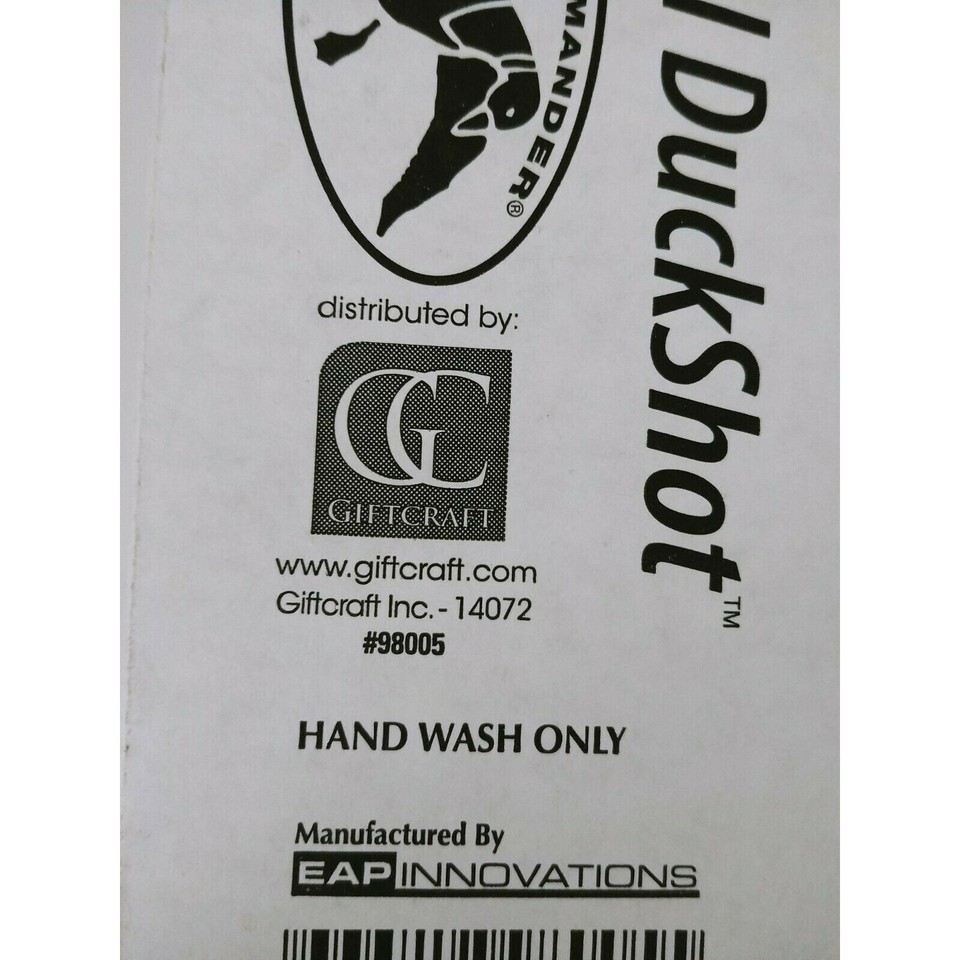 MANDER®
l DuckShot™
distributed by:
GC
GIFTCRAFT
www.giftcraft.com
Giftcraft Inc. - 14072
#98005
HAND WASH ONLY
Manufactured By
EAP INNOVATIONS